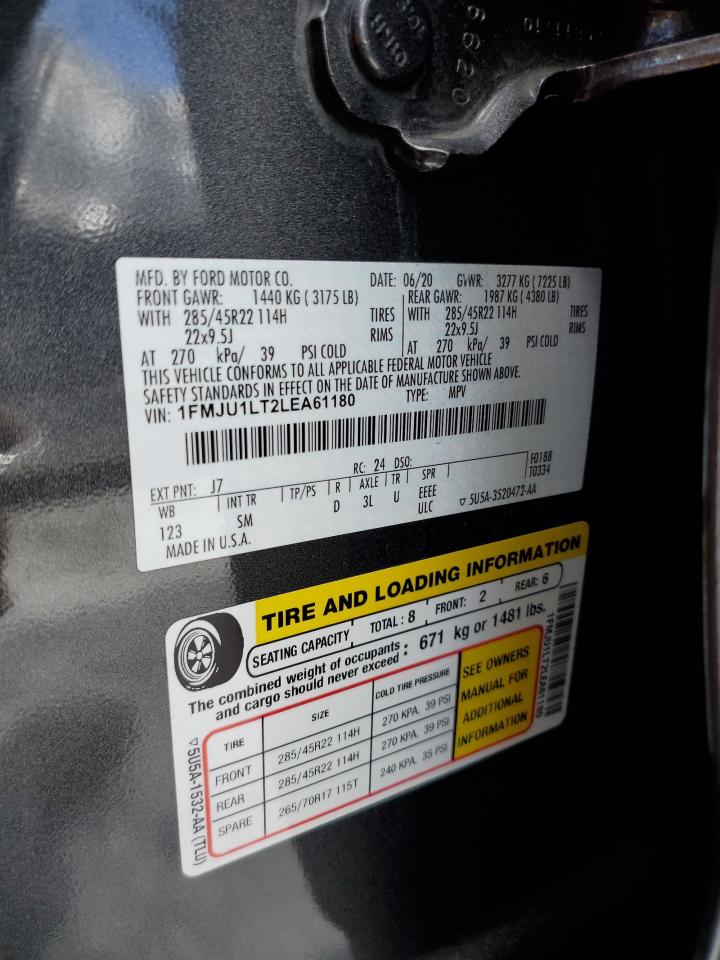 6620
MFD. BY FORD MOTOR CO. DATE: 06/20 GVWR: 3277 KG ( 7225 LB)
FRONT GAWR: 1440 KG ( 3175 LB) REAR GAWR: 1987 KG ( 4380 LB)
WITH 285/45R22 114H TIRES WITH 285/45R22 114H TIRES
22x9.5J RIMS 22x9.5J RIMS
AT 270 kPa/ 39 PSI COLD AT 270 kPa/ 39 PSI COLD
THIS VEHICLE CONFORMS TO ALL APPLICABLE FEDERAL MOTOR VEHICLE
SAFETY STANDARDS IN EFFECT ON THE DATE OF MANUFACTURE SHOWN ABOVE.
VIN: 1FMJU1LT2LEA61180 TYPE: MPV
F0188
EXT PNT: J7 RC: 24 DSO: T0334
WB INT TR TP/PS R AXLE TR SPR
123 SM D 3L U EEEE
ULC ▽ 5U5A-3520472-AA
MADE IN U.S.A.
TIRE AND LOADING INFORMATION
SEATING CAPACITY TOTAL : 8 FRONT: 2 REAR: 6
The combined weight of occupants
and cargo should never exceed : 671 kg or 1481 lbs.
TIRE SIZE COLD TIRE PRESSURE
FRONT 285/45R22 114H 270 KPA, 39 PSI
REAR 285/45R22 114H 270 KPA, 39 PSI
SPARE 265/70R17 115T 240 KPA, 35 PSI
SEE OWNERS
MANUAL FOR
ADDITIONAL
INFORMATION
1FMJU1LT2LEA61180
▽5U5A-1532-AA (TLU)